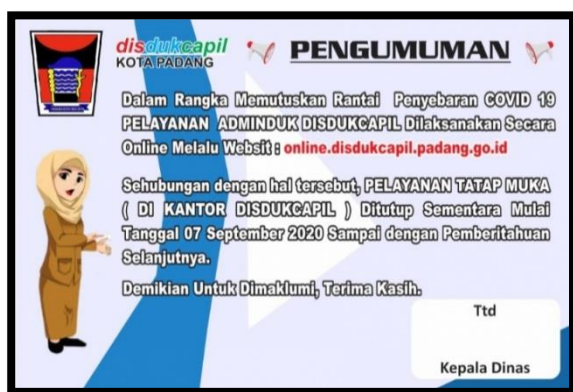 disdukcapil
KOTA PADANG
PENGUMUMAN
Dalam Rangka Memutuskan Rantai Penyebaran COVID 19
PELAYANAN ADMINDUK DISDUKCAPIL Dilaksanakan Secara
Online Melalu Websit : online.disdukcapil.padang.go.id
Sehubungan dengan hal tersebut, PELAYANAN TATAP MUKA
( DI KANTOR DISDUKCAPIL ) Ditutup Sementara Mulai
Tanggal 07 September 2020 Sampai dengan Pemberitahuan
Selanjutnya.
Demikian Untuk Dimaklumi, Terima Kasih.
Ttd
Kepala Dinas